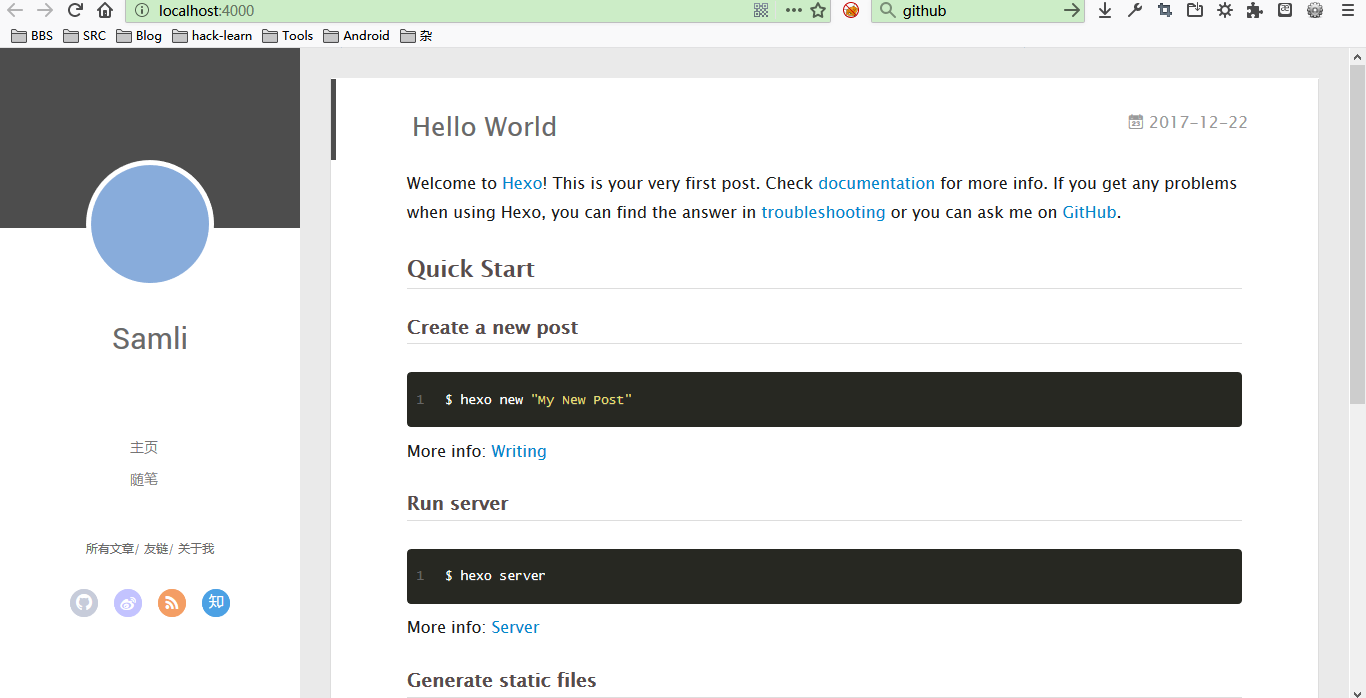 localhost:4000
github
BBS SRC Blog hack-learn Tools Android 杂
Samli
主页
随笔
所有文章/ 友链/ 关于我
知
Hello World
23 2017-12-22
Welcome to Hexo! This is your very first post. Check documentation for more info. If you get any problems
when using Hexo, you can find the answer in troubleshooting or you can ask me on GitHub.
Quick Start
Create a new post
1 $ hexo new "My New Post"
More info: Writing
Run server
1 $ hexo server
More info: Server
Generate static files